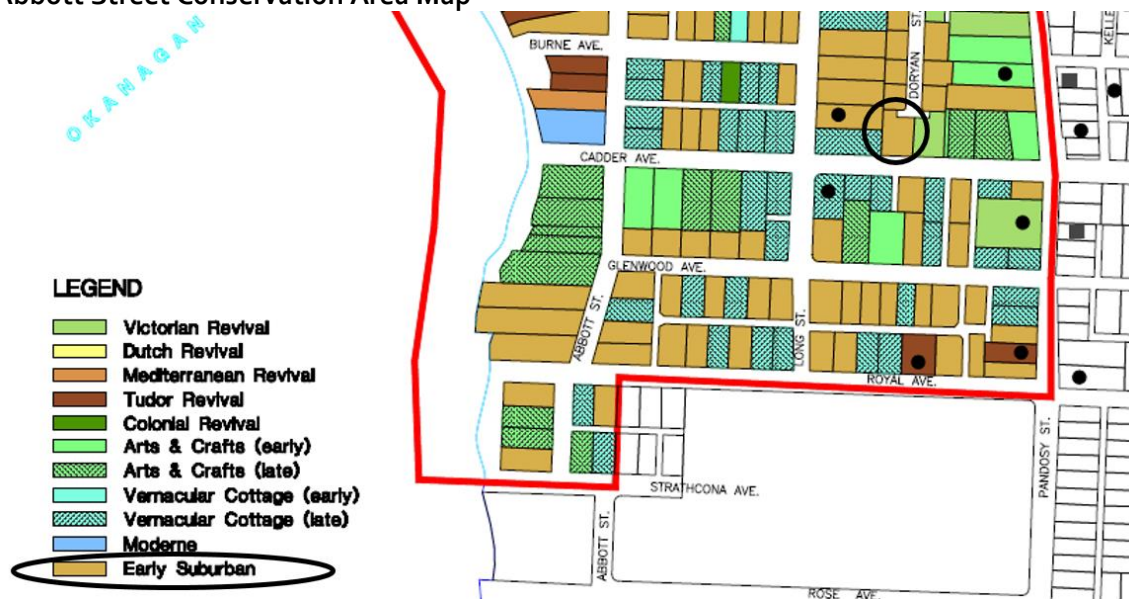 Abbott Street Conservation Area Map
OKANAGAN
BURNE AVE.
DORYAN ST.
CADDER AVE.
GLENWOOD AVE.
ABBOTT ST.
LONG ST.
ROYAL AVE.
PANDOSY ST.
STRATHCONA AVE.
ABBOTT ST.
ROSE AVE.
LEGEND
Victorian Revival
Dutch Revival
Mediterranean Revival
Tudor Revival
Colonial Revival
Arts & Crafts (early)
Arts & Crafts (late)
Vernacular Cottage (early)
Vernacular Cottage (late)
Moderne
Early Suburban